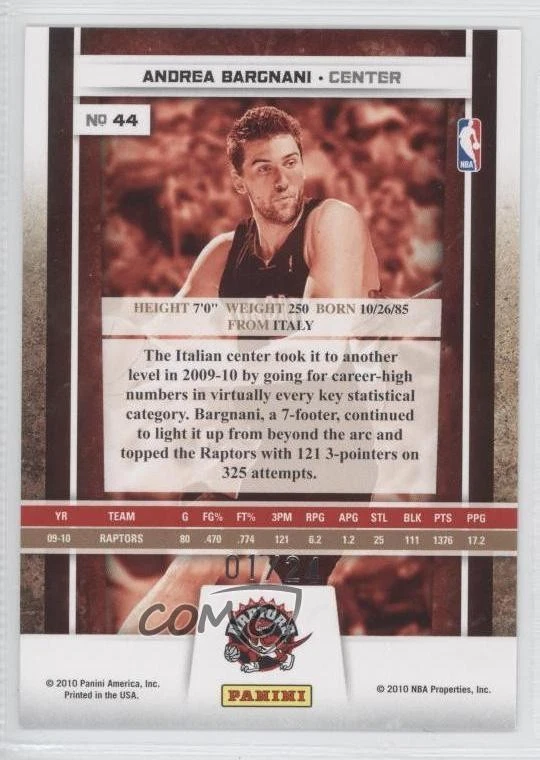 ANDREA BARGNANI • CENTER
No 44
NBA
HEIGHT 7'0" WEIGHT 250 BORN 10/26/85
FROM ITALY
The Italian center took it to another
level in 2009-10 by going for career-high
numbers in virtually every key statistical
category. Bargnani, a 7-footer, continued
to light it up from beyond the arc and
topped the Raptors with 121 3-pointers on
325 attempts.
YR TEAM G FG% FT% 3PM RPG APG STL BLK PTS PPG
09-10 RAPTORS 80 .470 .774 121 6.2 1.2 25 111 1376 17.2
01/24
COMC
RAPTORS
PANINI
© 2010 Panini America, Inc.
Printed in the USA.
© 2010 NBA Properties, Inc.